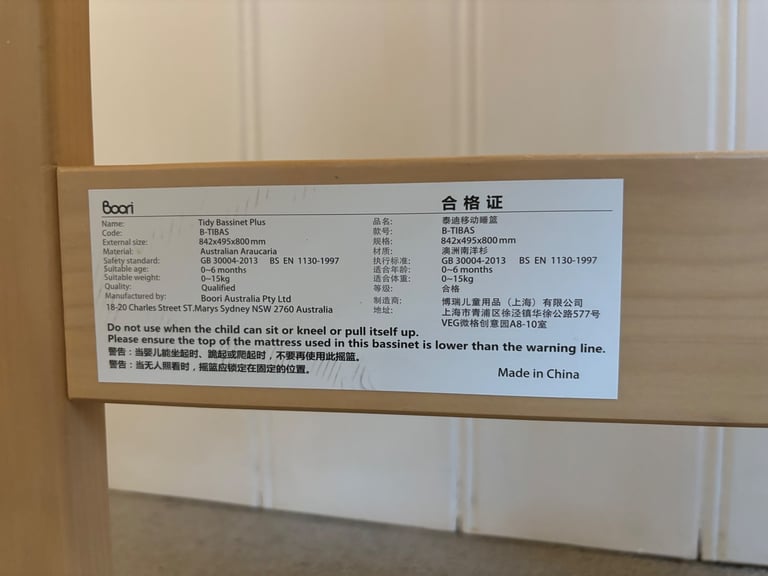 Boori
Name: Tidy Bassinet Plus
Code: B-TIBAS
External size: 842x495x800mm
Material: Australian Araucaria
Safety standard: GB 30004-2013 BS EN 1130-1997
Suitable age: 0~6 months
Suitable weight: 0~15kg
Quality: Qualified
Manufactured by: Boori Australia Pty Ltd
18-20 Charles Street ST.Marys Sydney NSW 2760 Australia
合格证
品名: 泰迪移动睡篮
款号: B-TIBAS
规格: 842x495x800mm
材质: 澳洲南洋杉
执行标准: GB 30004-2013 BS EN 1130-1997
适合年龄: 0~6 months
适合体重: 0~15kg
等级: 合格
制造商: 博瑞儿童用品（上海）有限公司
地址: 上海市青浦区徐泾镇华徐公路577号
VEG微格创意园A8-10室
Do not use when the child can sit or kneel or pull itself up.
Please ensure the top of the mattress used in this bassinet is lower than the warning line.
警告：当婴儿能坐起时、跪起或爬起时，不要再使用此摇篮。
警告：当无人照看时，摇篮应锁定在固定的位置。
Made in China